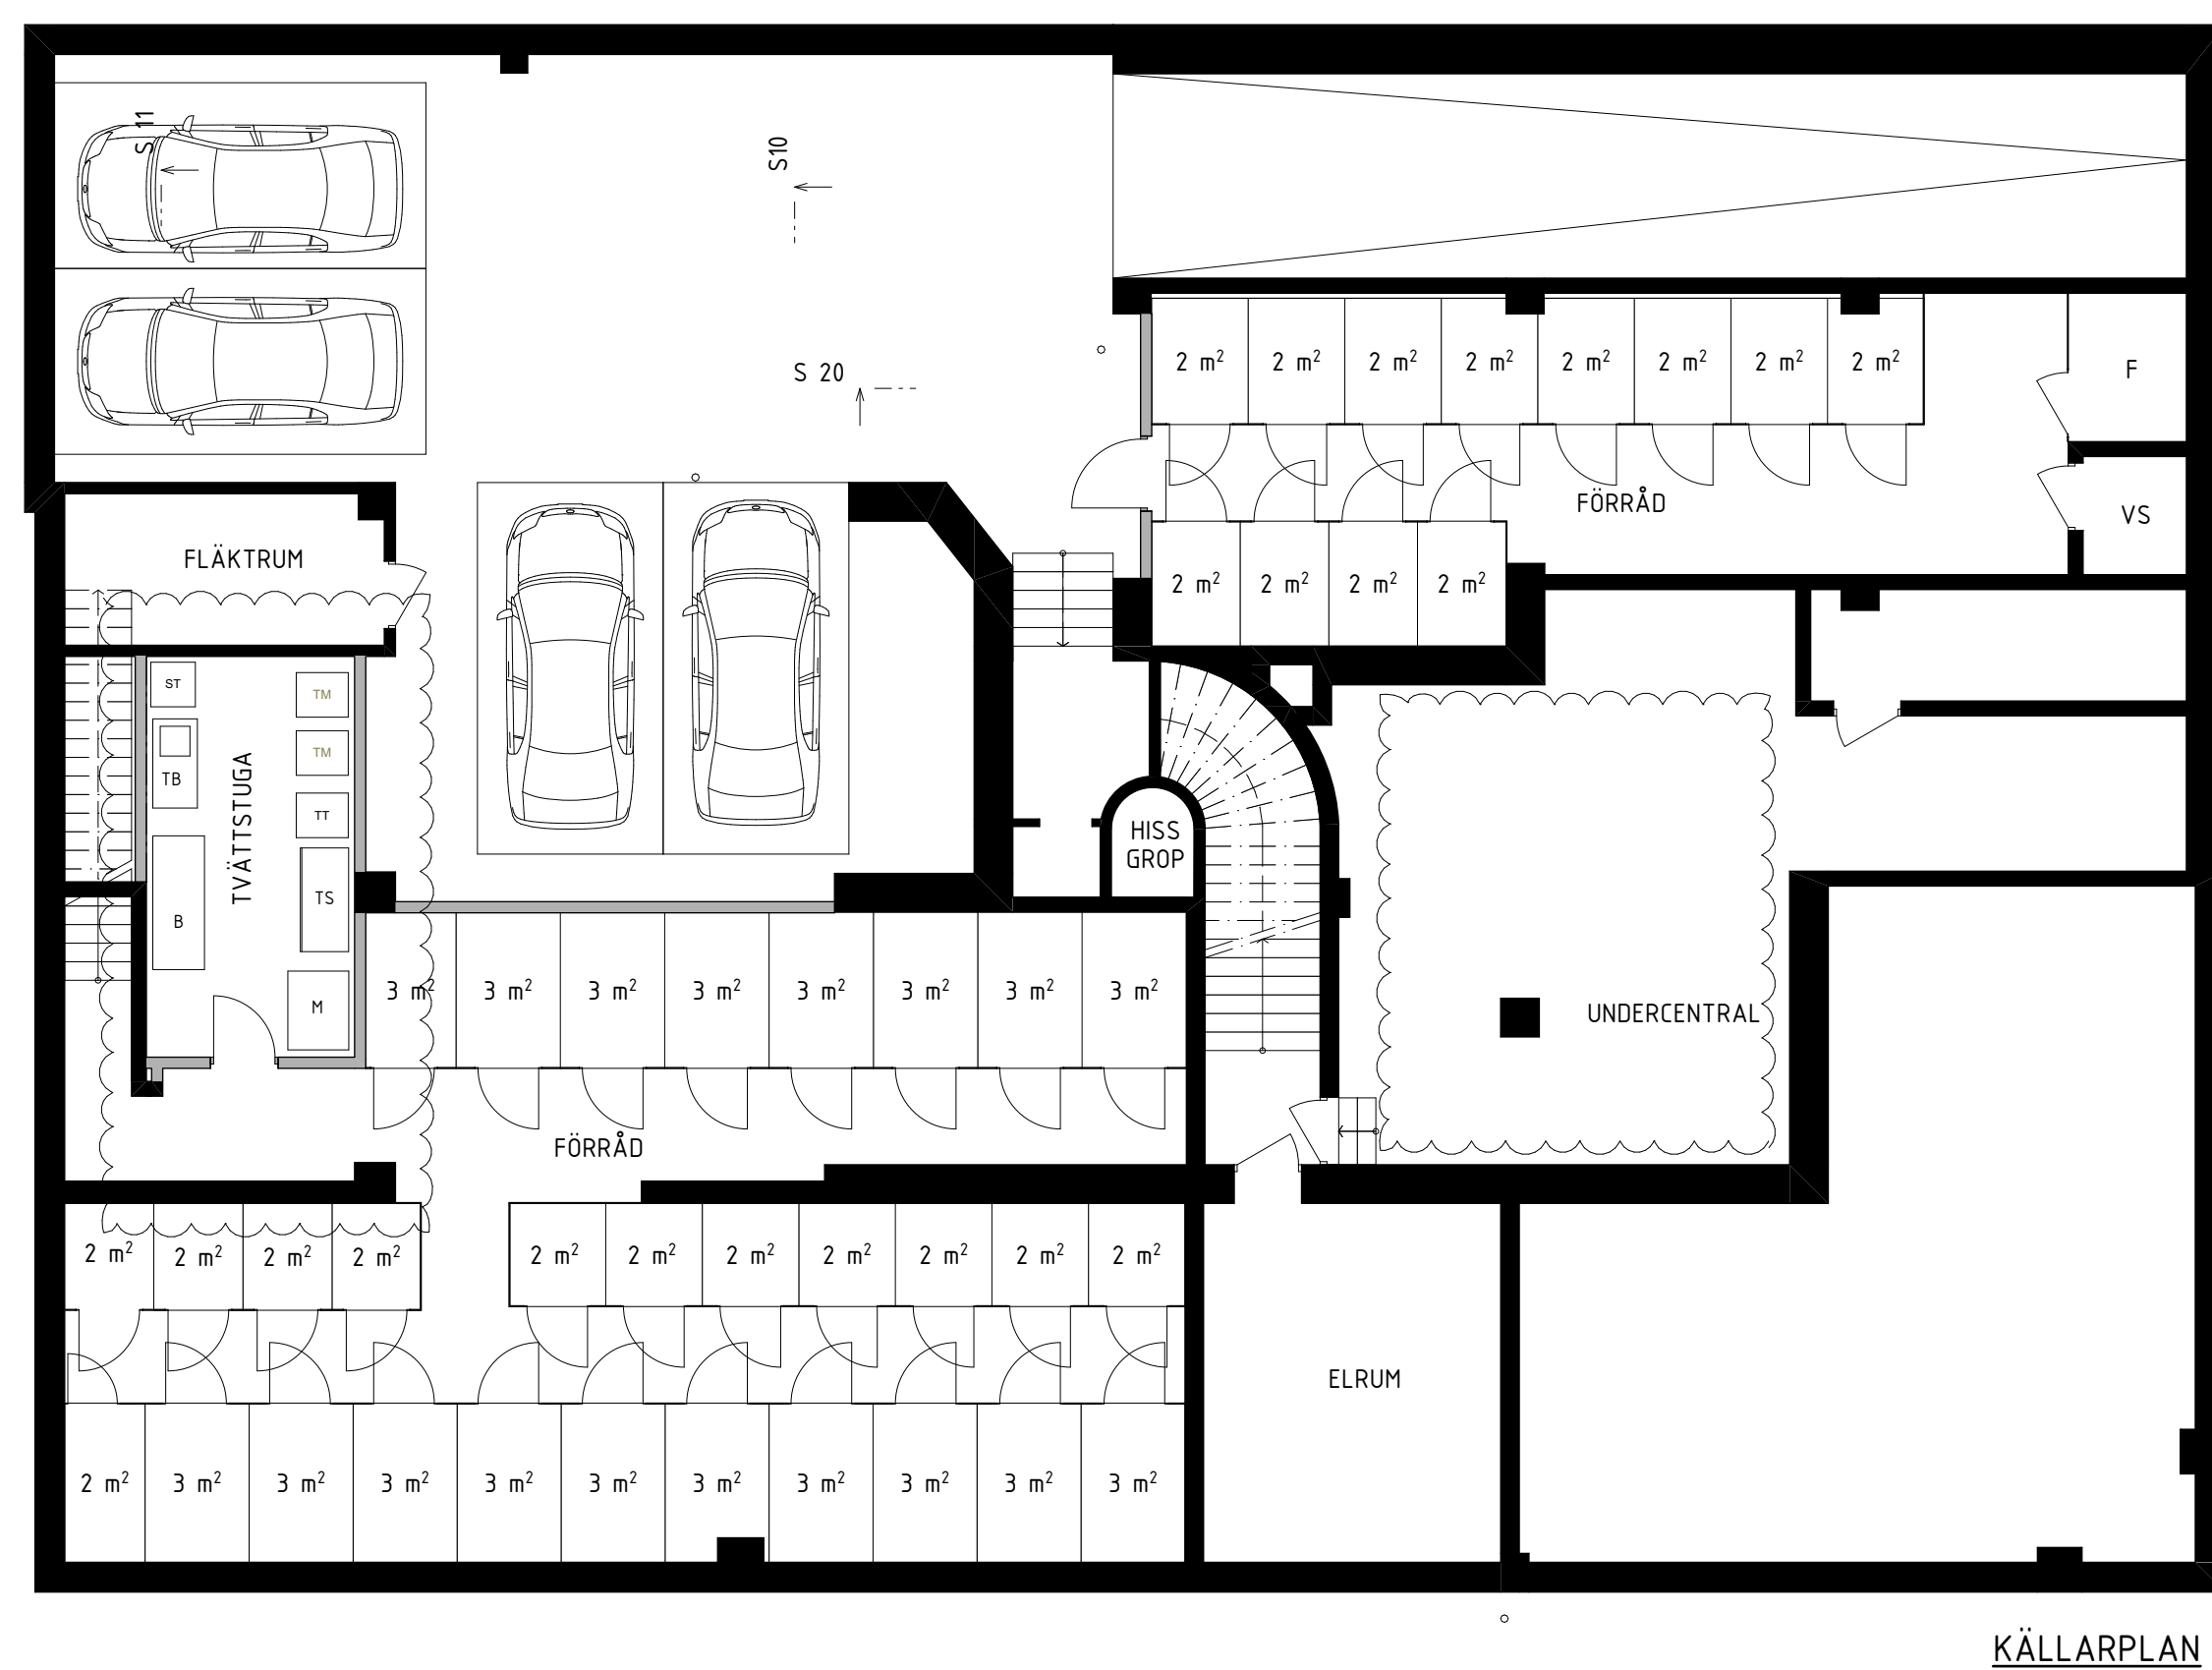 S 11
S10
S 20
2 m² 2 m² 2 m² 2 m² 2 m² 2 m² 2 m² 2 m²
F
FÖRRÅD
VS
FLÄKTRUM
2 m² 2 m² 2 m² 2 m²
ST
TM
TM
TB
TVÄTTSTUGA
TT
HISS
GROP
TS
B
M
3 m² 3 m² 3 m² 3 m² 3 m² 3 m² 3 m² 3 m²
UNDERCENTRAL
FÖRRÅD
2 m² 2 m² 2 m² 2 m² 2 m² 2 m² 2 m² 2 m² 2 m² 2 m² 2 m²
ELRUM
2 m² 3 m² 3 m² 3 m² 3 m² 3 m² 3 m² 3 m² 3 m² 3 m² 3 m²
KÄLLARPLAN